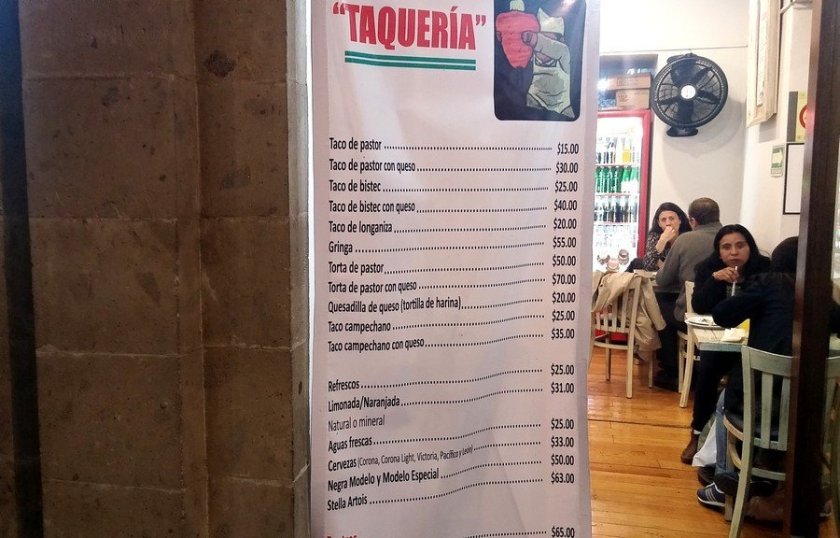 "TAQUERÍA"
Taco de pastor $15.00
Taco de pastor con queso $30.00
Taco de bistec $25.00
Taco de bistec con queso $40.00
Taco de longaniza $20.00
Gringa $55.00
Torta de pastor $50.00
Torta de pastor con queso $70.00
Quesadilla de queso (tortilla de harina) $20.00
Taco campechano $25.00
Taco campechano con queso $35.00
Refrescos $25.00
Limonada/Naranjada $31.00
Natural o mineral
Aguas frescas $25.00
Cervezas (Corona, Corona Light, Victoria, Pacífico y León) $33.00
Negra Modelo y Modelo Especial $50.00
Stella Artois $63.00
$65.00